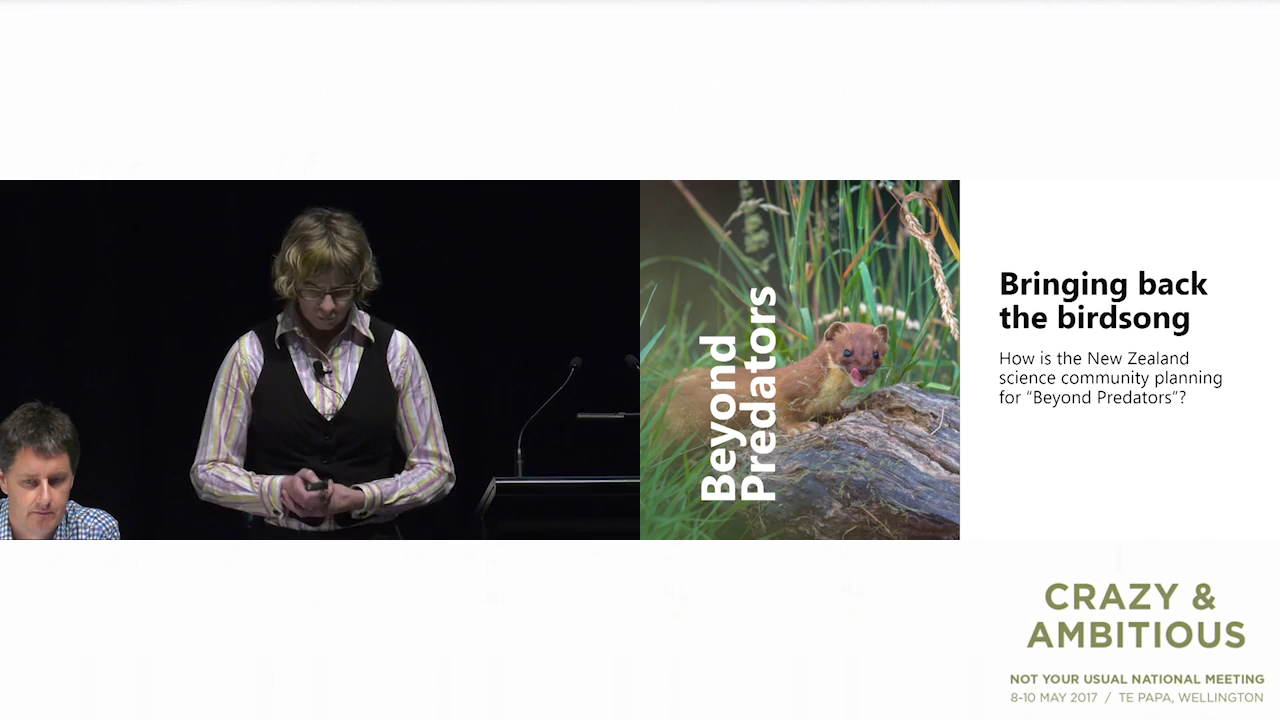 Beyond
Predators
Bringing back
the birdsong
How is the New Zealand
science community planning
for “Beyond Predators”?
CRAZY &
AMBITIOUS
NOT YOUR USUAL NATIONAL MEETING
8-10 MAY 2017 / TE PAPA, WELLINGTON